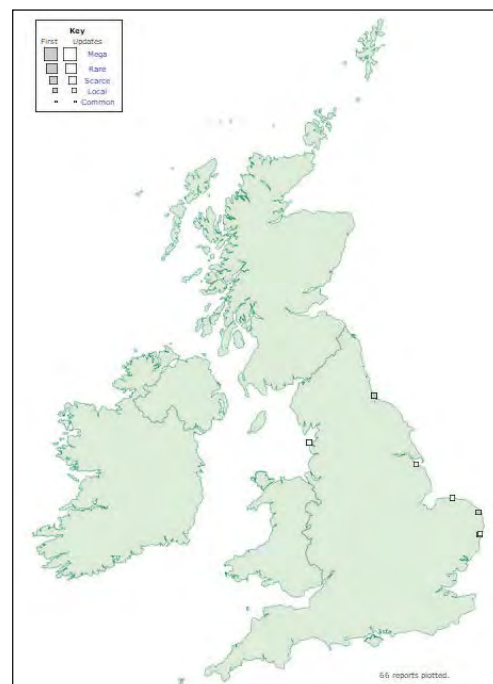 Key
First Updates
Mega
Rare
Scarce
Local
Common
66 reports plotted.